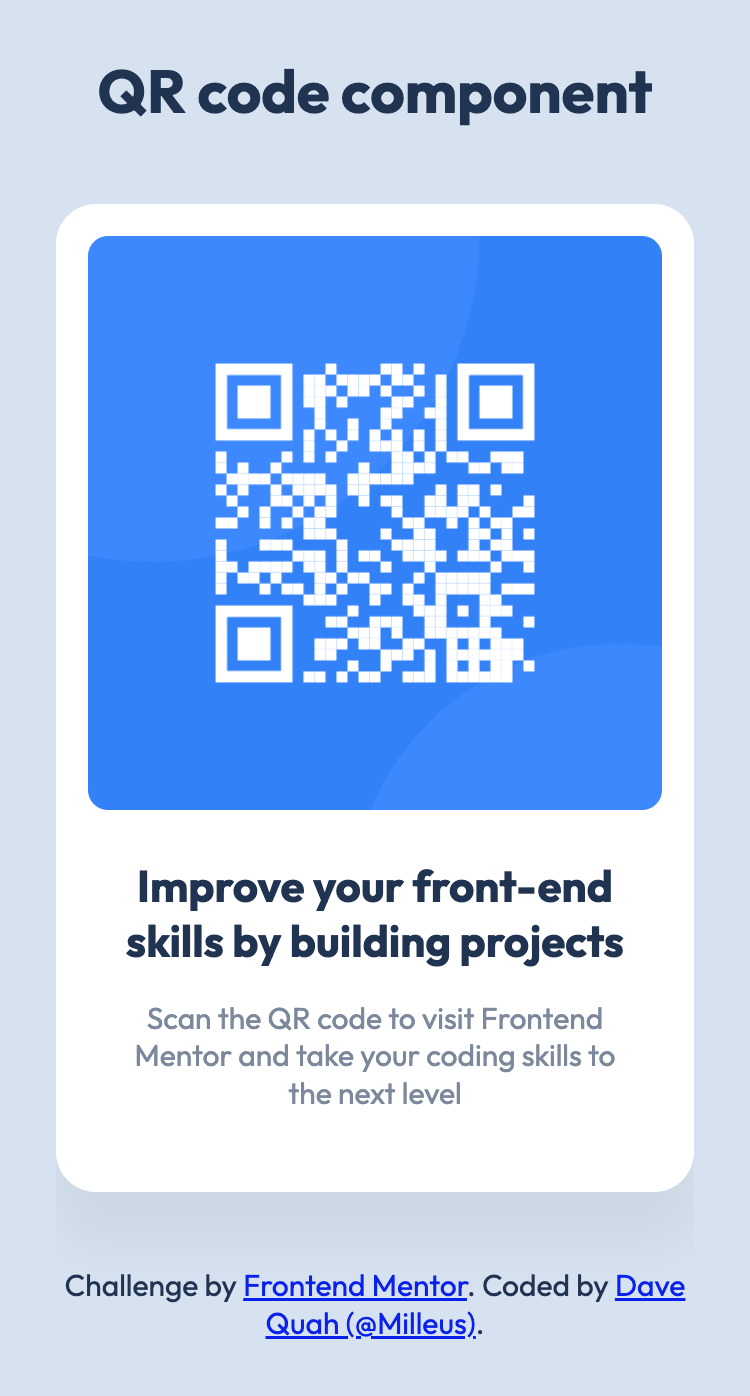 QR code component
Improve your front-end
skills by building projects
Scan the QR code to visit Frontend
Mentor and take your coding skills to
the next level
Challenge by Frontend Mentor. Coded by Dave
Quah (@Milleus).